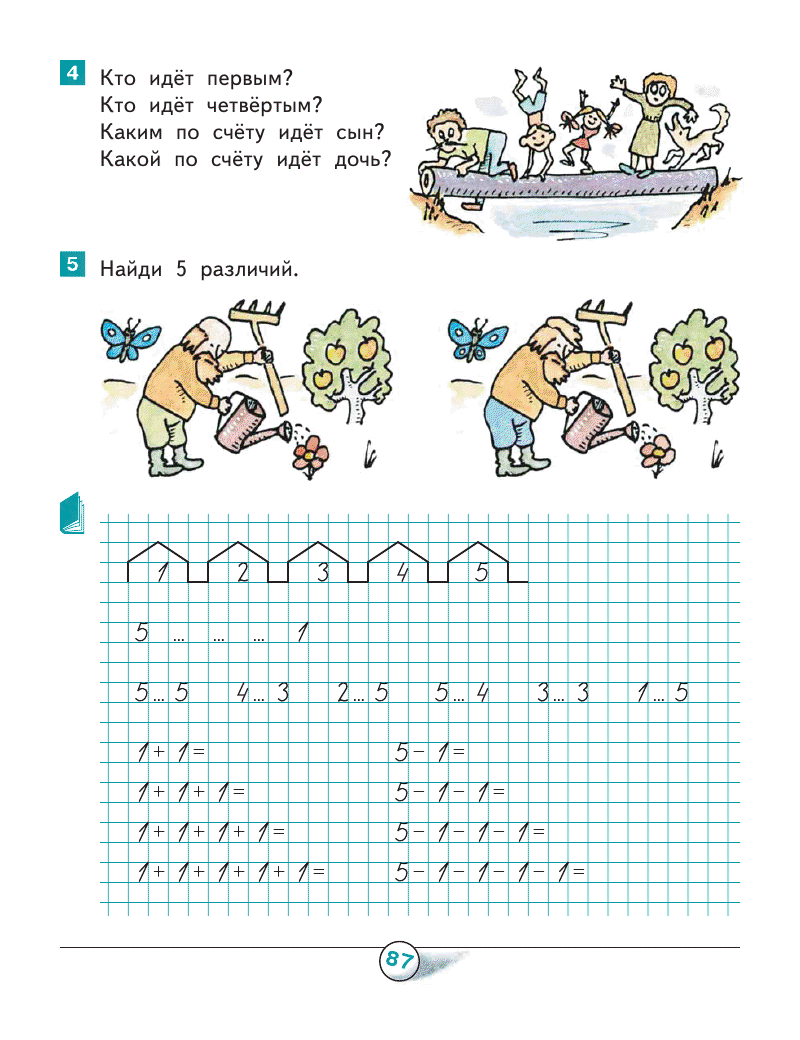 4 Кто идёт первым?
Кто идёт четвёртым?
Каким по счёту идёт сын?
Какой по счёту идёт дочь?
5 Найди 5 различий.
1 2 3 4 5
5 ... ... ... 1
5 ... 5 4 ... 3 2 ... 5 5 ... 4 3 ... 3 1 ... 5
1 + 1 = 5 - 1 =
1 + 1 + 1 = 5 - 1 - 1 =
1 + 1 + 1 + 1 = 5 - 1 - 1 - 1 =
1 + 1 + 1 + 1 + 1 = 5 - 1 - 1 - 1 - 1 =
87